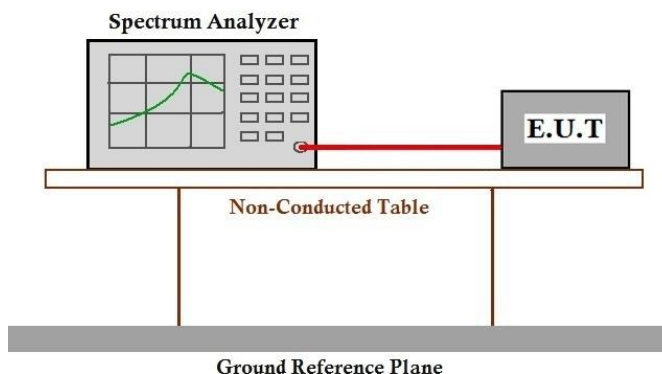 Spectrum Analyzer
E.U.T
Non-Conducted Table
Ground Reference Plane